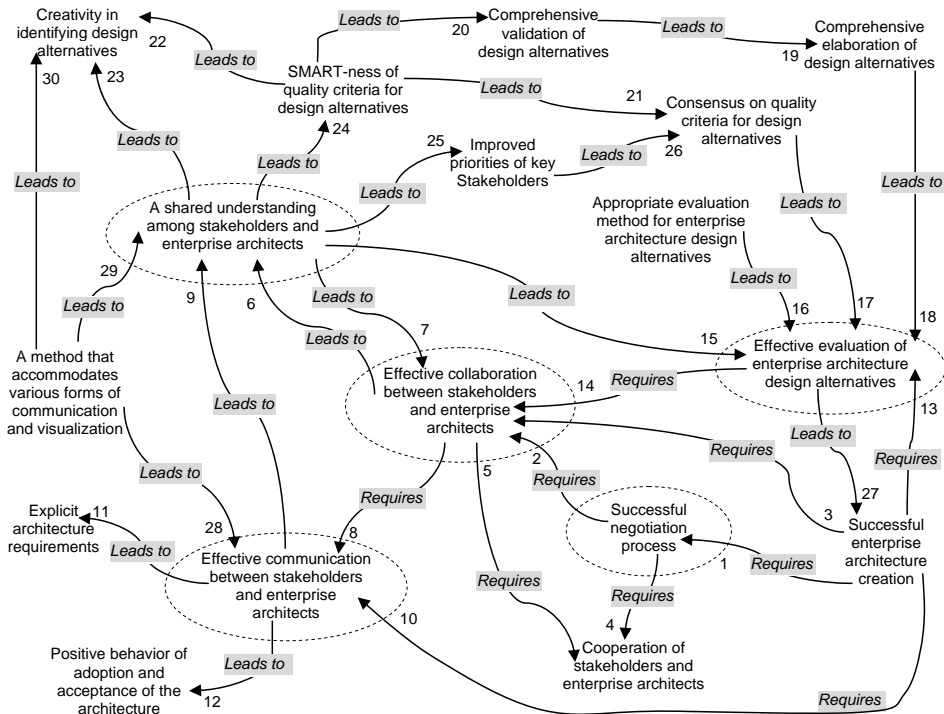 Creativity in
identifying design
alternatives
22
30
23
Leads to
Leads to
20
Comprehensive
validation of
design alternatives
Leads to
19
Comprehensive
elaboration of
design alternatives
SMART-ness of
quality criteria for
design alternatives
24
Leads to
21
Consensus on quality
criteria for design
alternatives
26
Leads to
Leads to
25
Improved
priorities of key
Stakeholders
Leads to
Leads to
Leads to
Leads to
Leads to
Leads to
A shared understanding
among stakeholders and
enterprise architects
Appropriate evaluation
method for enterprise
architecture design
alternatives
29
9
6
Leads to
Leads to
Leads to
Leads to
Leads to
7
15
16
17
18
A method that
accommodates
various forms of
communication
and visualization
Effective collaboration
between stakeholders
and enterprise
architects
14
Requires
Effective evaluation of
enterprise architecture
design alternatives
13
Leads to
Leads to
Requires
Requires
Leads to
5
2
Leads to
28
Requires
8
Requires
27
3
11
Explicit
architecture
requirements
Leads to
Successful
negotiation
process
1
Successful
enterprise
architecture
creation
Effective communication
between stakeholders
and enterprise
architects
10
Requires
Requires
Requires
4
Cooperation of
stakeholders and
enterprise architects
Positive behavior of
adoption and
acceptance of the
architecture
Leads to
12
Requires